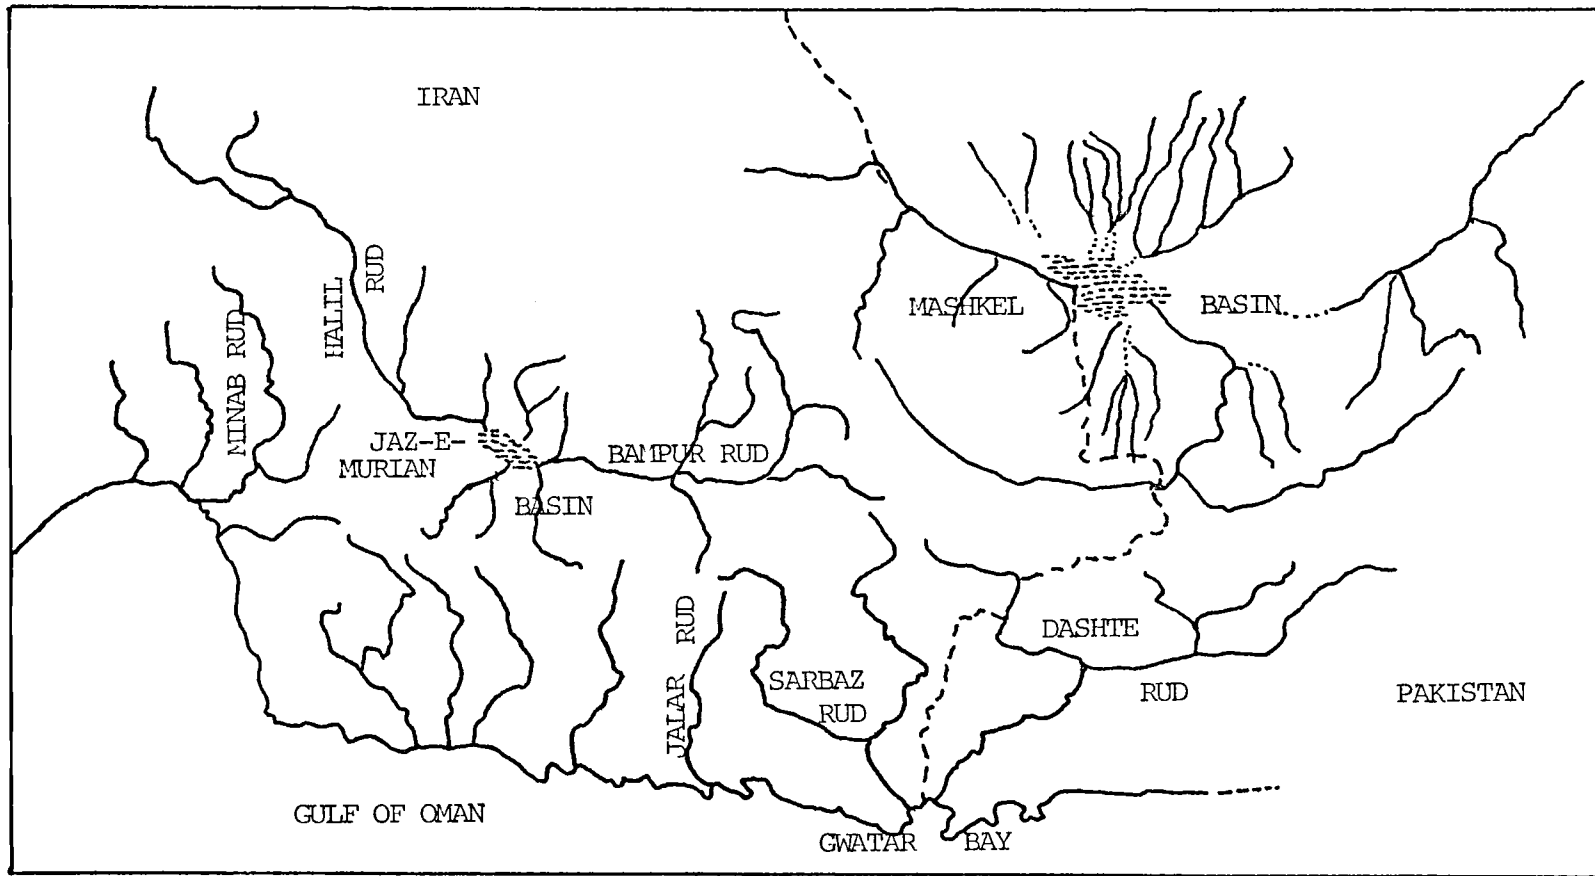 IRAN
HALIL
RUD
MINAB RUD
MASHKEL
BASIN
JAZ-E-
MURIAN
BASIN
BAMPUR RUD
JALAR RUD
SARBAZ
RUD
DASHTE
RUD
PAKISTAN
GULF OF OMAN
GWATAR BAY